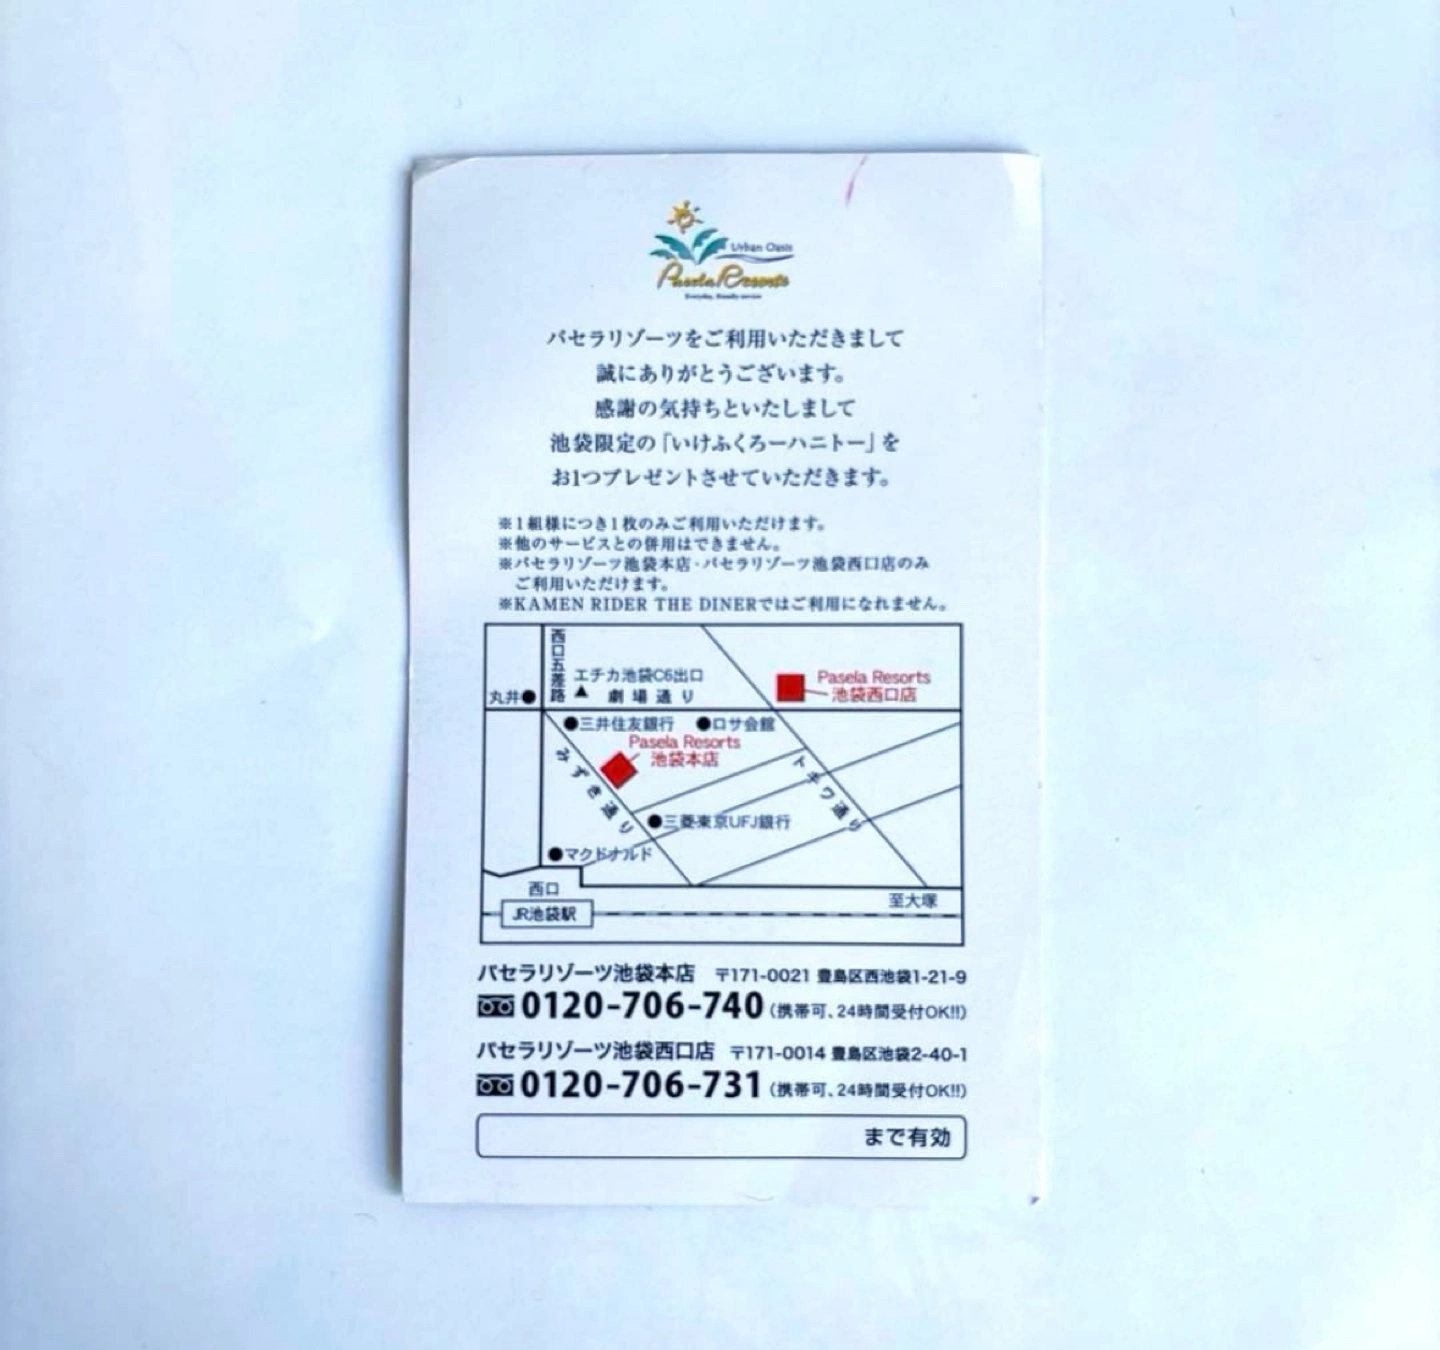 Urban Oasis
Pasela Resorts
パセラリゾーツをご利用いただきまして
誠にありがとうございます。
感謝の気持ちといたしまして
池袋限定の「いけふくろーハニトー」を
お1つプレゼントさせていただきます。
※1組様につき1枚のみご利用いただけます。
※他のサービスとの併用はできません。
※パセラリゾーツ池袋本店・パセラリゾーツ池袋西口店のみ
ご利用いただけます。
※KAMEN RIDER THE DINERではご利用になれません。
西口五差路
エチカ池袋C6出口
Pasela Resorts
池袋西口店
丸井●
▲ 劇場通り
●三井住友銀行 ●ロサ会館
Pasela Resorts
池袋本店
みずき通り
トキワ通り
●三菱東京UFJ銀行
●マクドナルド
西口
至大塚
JR池袋駅
パセラリゾーツ池袋本店 〒171-0021 豊島区西池袋1-21-9
0120-706-740 (携帯可、24時間受付OK!!)
パセラリゾーツ池袋西口店 〒171-0014 豊島区池袋2-40-1
0120-706-731 (携帯可、24時間受付OK!!)
まで有効